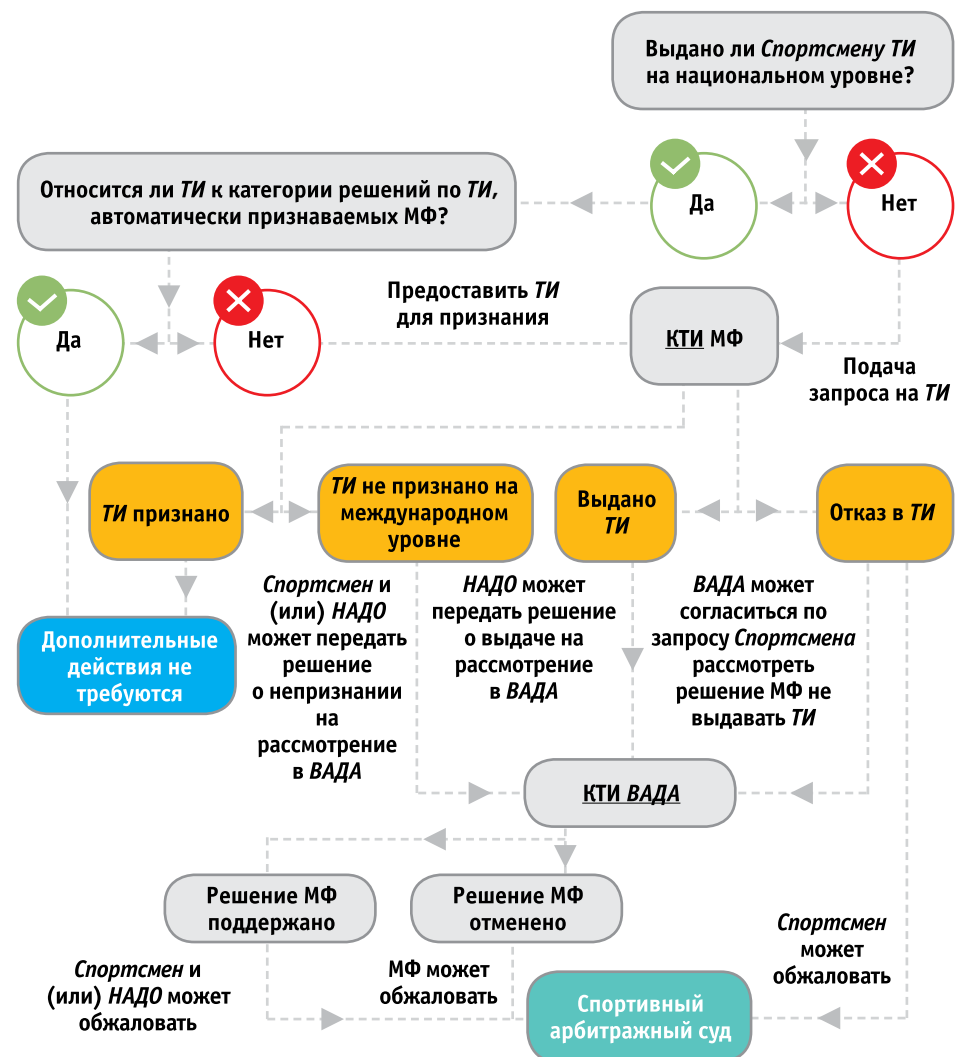 Выдано ли Спортсмену ТИ
на национальном уровне?
Да
Нет
Относится ли ТИ к категории решений по ТИ,
автоматически признаваемых МФ?
Да
Нет
Предоставить ТИ
для признания
КТИ МФ
Подача
запроса на ТИ
ТИ признано
ТИ не признано на
международном
уровне
Выдано
ТИ
Отказ в ТИ
Дополнительные
действия не
требуются
Спортсмен и
(или) НАДО
может передать
решение
о непризнании
на
рассмотрение
в ВАДА
НАДО может
передать решение
о выдаче на
рассмотрение
в ВАДА
ВАДА может
согласиться по
запросу Спортсмена
рассмотреть
решение МФ не
выдавать ТИ
КТИ ВАДА
Решение МФ
поддержано
Решение МФ
отменено
Спортсмен и
(или) НАДО может
обжаловать
МФ может
обжаловать
Спортсмен
может
обжаловать
Спортивный
арбитражный суд